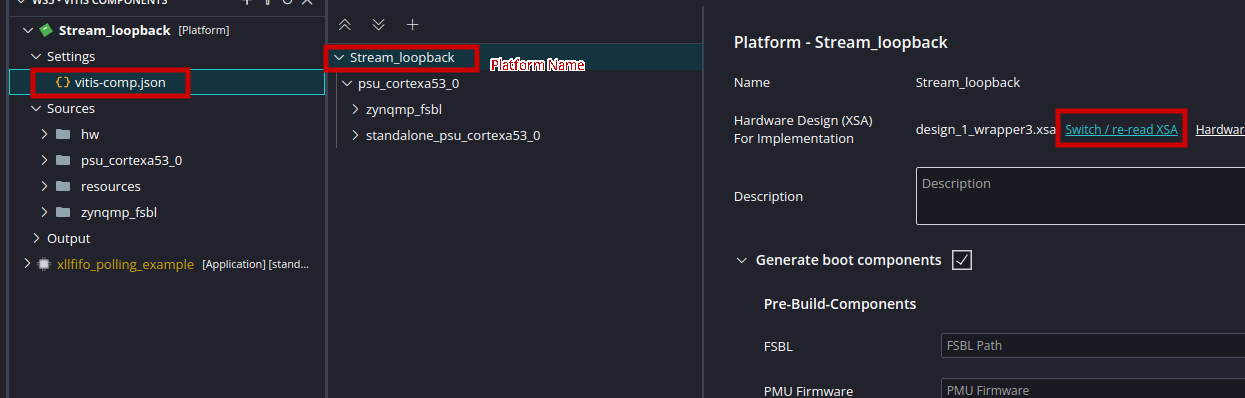 WS5 - VITIS COMPONENTS
Stream_loopback [Platform]
Settings
{} vitis-comp.json
Sources
hw
psu_cortexa53_0
resources
zynqmp_fsbl
Output
xllfifo_polling_example [Application] [stand...
Stream_loopback
Platform Name
psu_cortexa53_0
zynqmp_fsbl
standalone_psu_cortexa53_0
Platform - Stream_loopback
Name Stream_loopback
Hardware Design (XSA)
For Implementation
design_1_wrapper3.xsa Switch / re-read XSA Hardwar
Description
Description
Generate boot components
Pre-Build-Components
FSBL FSBL Path
PMU Firmware PMU Firmware